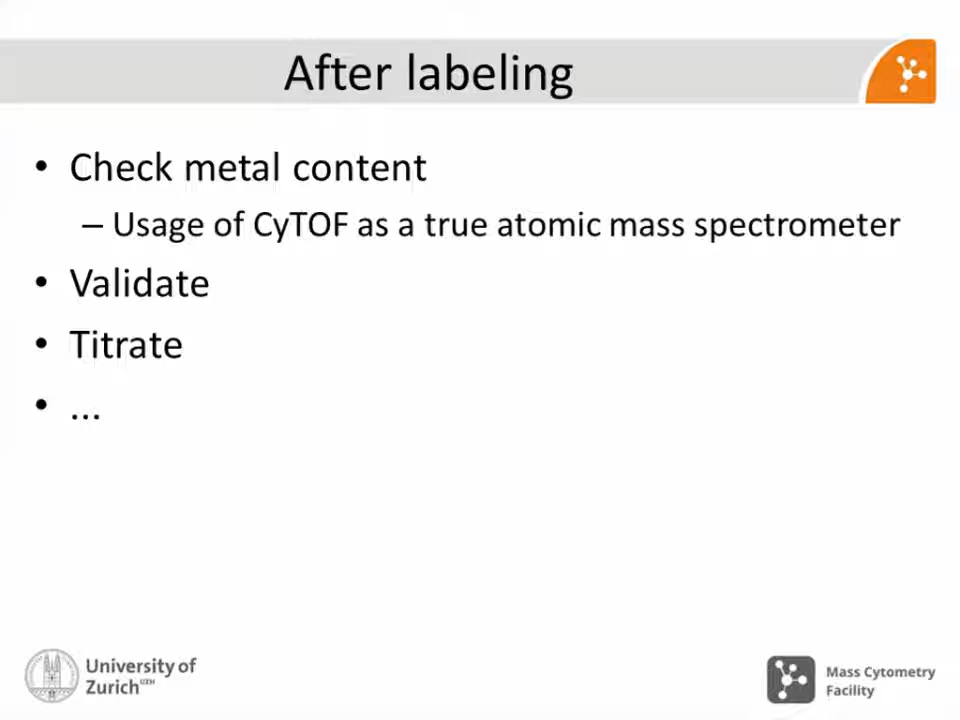 After labeling
• Check metal content
– Usage of CyTOF as a true atomic mass spectrometer
• Validate
• Titrate
• ...
University of
Zurich UZH
Mass Cytometry
Facility